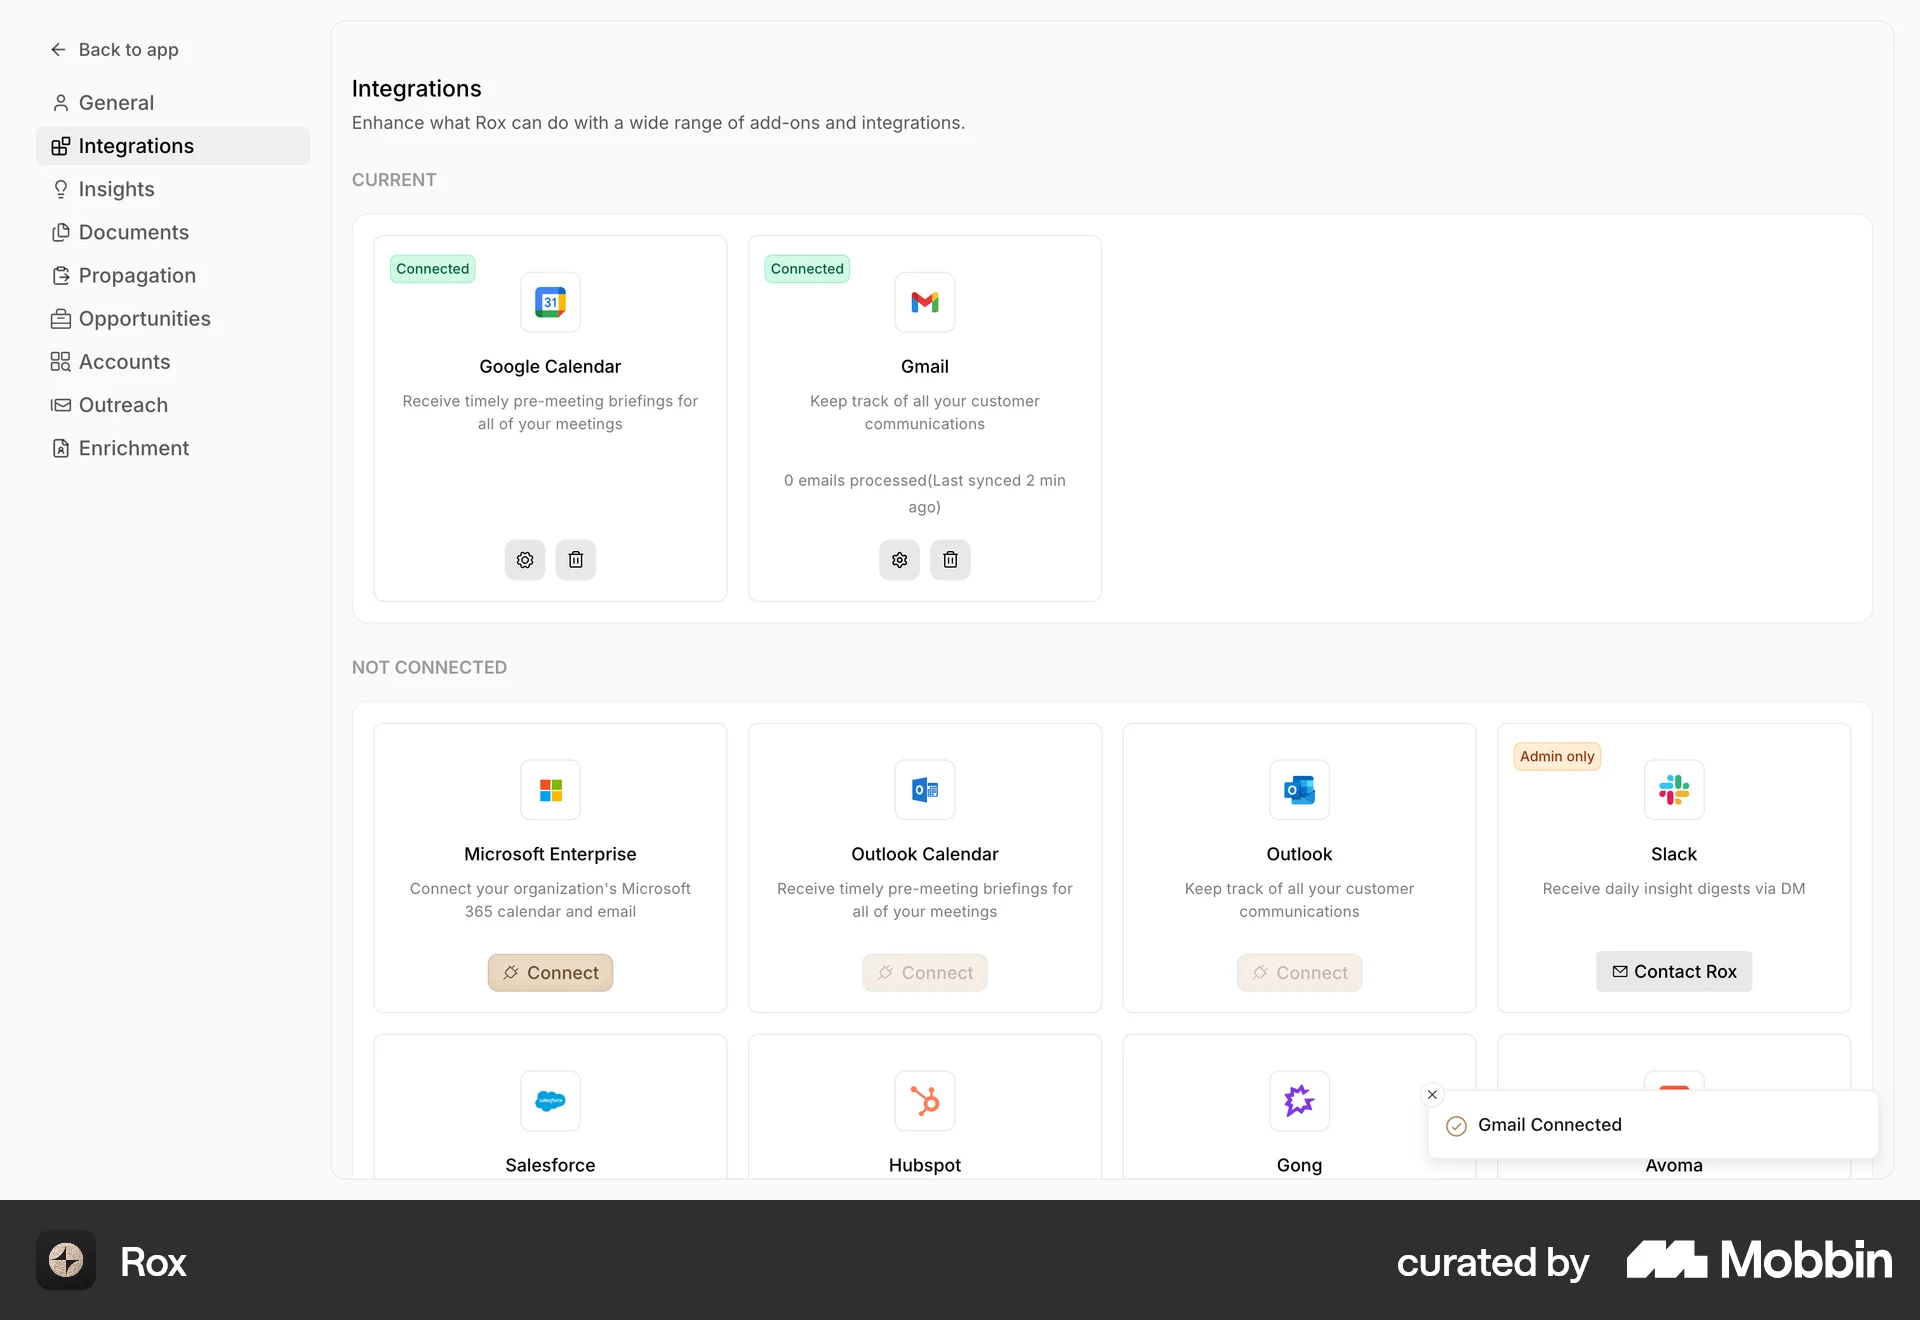 Back to app
General
Integrations
Insights
Documents
Propagation
Opportunities
Accounts
Outreach
Enrichment
Integrations
Enhance what Rox can do with a wide range of add-ons and integrations.
CURRENT
Connected
31
Google Calendar
Receive timely pre-meeting briefings for
all of your meetings
Connected
Gmail
Keep track of all your customer
communications
0 emails processed(Last synced 2 min
ago)
NOT CONNECTED
Microsoft Enterprise
Connect your organization's Microsoft
365 calendar and email
Connect
Outlook Calendar
Receive timely pre-meeting briefings for
all of your meetings
Connect
Outlook
Keep track of all your customer
communications
Connect
Admin only
Slack
Receive daily insight digests via DM
Contact Rox
salesforce
Salesforce
Hubspot
Gong
Avoma
Gmail Connected
Rox
curated by
Mobbin